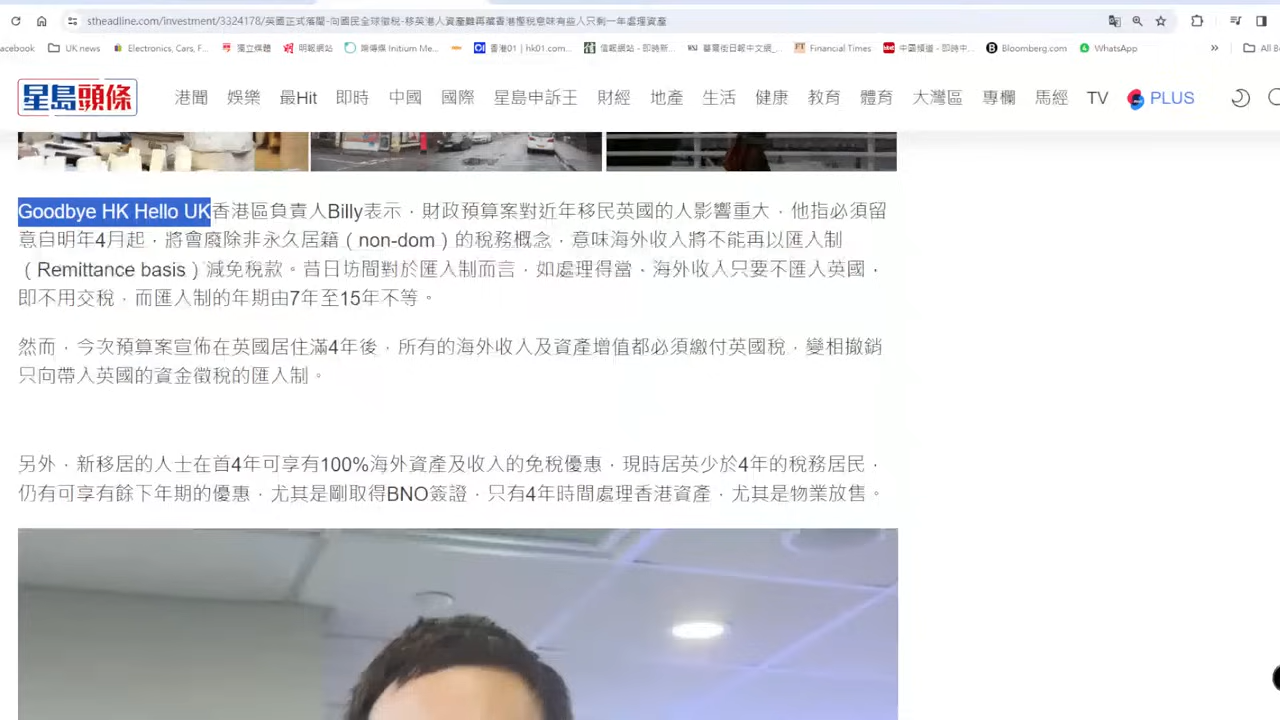 stheadline.com/investment/3324178/英國正式落閘-向國民全球徵稅-移英港人資產難再藏香港慳稅意味有些人只剩一年處理資產
acebook UK news Electronics, Cars, F... 獨立媒體 明報網站 端傳媒 Initium Me... 香港01 | hk01.com... 信報網站 - 即時新... 華爾街日報中文網_... Financial Times 中國頻道 - 即時中... Bloomberg.com WhatsApp » All B
星島頭條 港聞 娛樂 最Hit 即時 中國 國際 星島申訴王 財經 地產 生活 健康 教育 體育 大灣區 專欄 馬經 TV PLUS
Goodbye HK Hello UK香港區負責人Billy表示，財政預算案對近年移民英國的人影響重大，他指必須留
意自明年4月起，將會廢除非永久居籍（non-dom）的稅務概念，意味海外收入將不能再以匯入制
（Remittance basis）減免稅款。昔日坊間對於匯入制而言，如處理得當，海外收入只要不匯入英國，
即不用交稅，而匯入制的年期由7年至15年不等。
然而，今次預算案宣佈在英國居住滿4年後，所有的海外收入及資產增值都必須繳付英國稅，變相撤銷
只向帶入英國的資金徵稅的匯入制。
另外，新移居的人士在首4年可享有100%海外資產及收入的免稅優惠，現時居英少於4年的稅務居民，
仍有可享有餘下年期的優惠，尤其是剛取得BNO簽證，只有4年時間處理香港資產，尤其是物業放售。